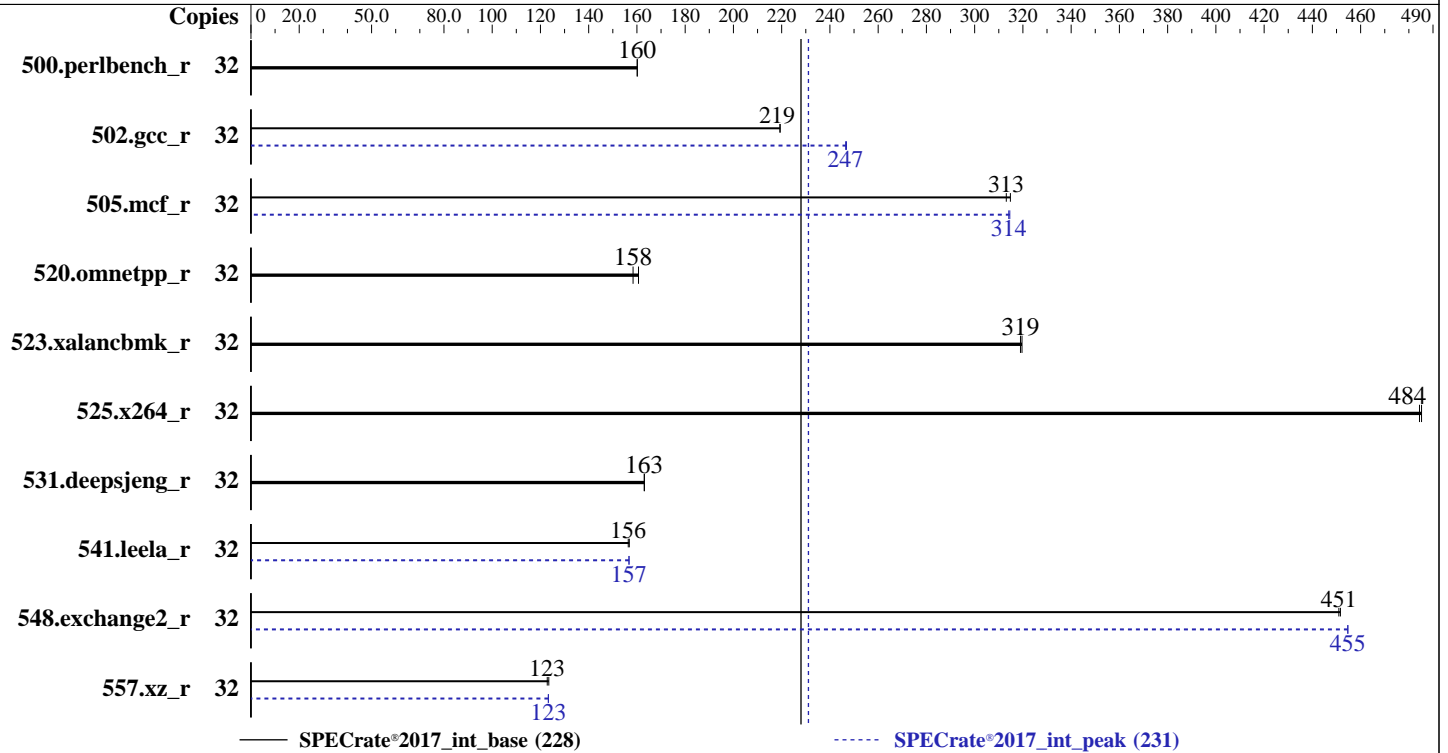 Copies 0 20.0 50.0 80.0 100 120 140 160 180 200 220 240 260 280 300 320 340 360 380 400 420 440 460 490
500.perlbench_r 32 160
502.gcc_r 32 219
247
505.mcf_r 32 313
314
520.omnetpp_r 32 158
523.xalancbmk_r 32 319
525.x264_r 32 484
531.deepsjeng_r 32 163
541.leela_r 32 156
157
548.exchange2_r 32 451
455
557.xz_r 32 123
123
SPECrate®2017_int_base (228) SPECrate®2017_int_peak (231)